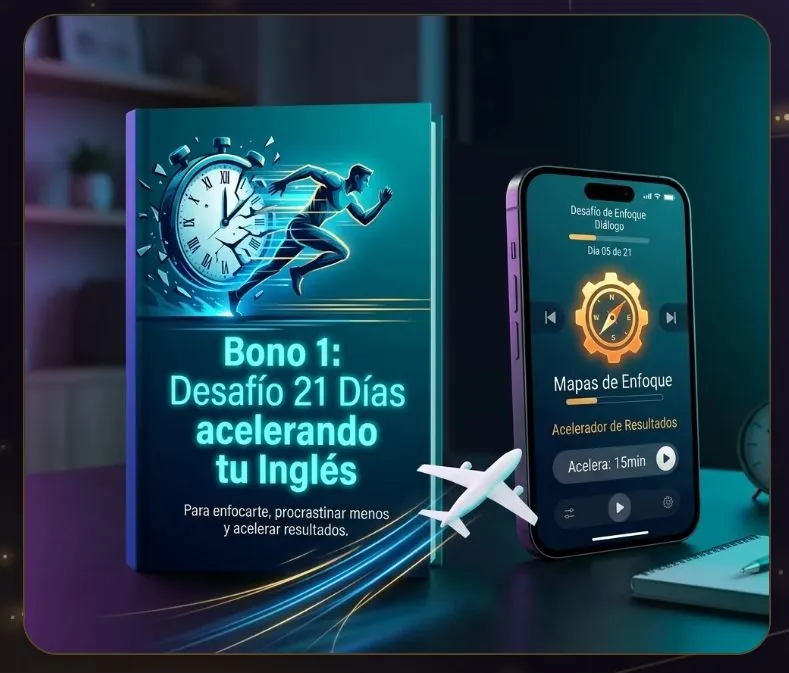 Bono 1:
Desafío 21 Días
acelerando
tu Inglés
Para enfocarte, procrastinar menos
y acelerar resultados.
Desafío de Enfoque
Diálogo
Día 05 de 21
N
W E
S
Mapas de Enfoque
Acelerador de Resultados
Acelera: 15min